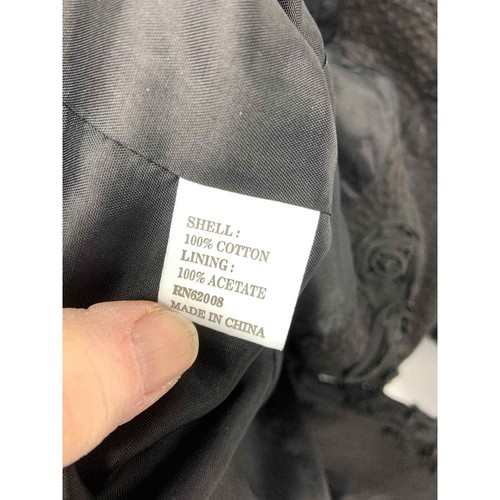 SHELL :
100% COTTON
LINING :
100% ACETATE
RN62008
MADE IN CHINA